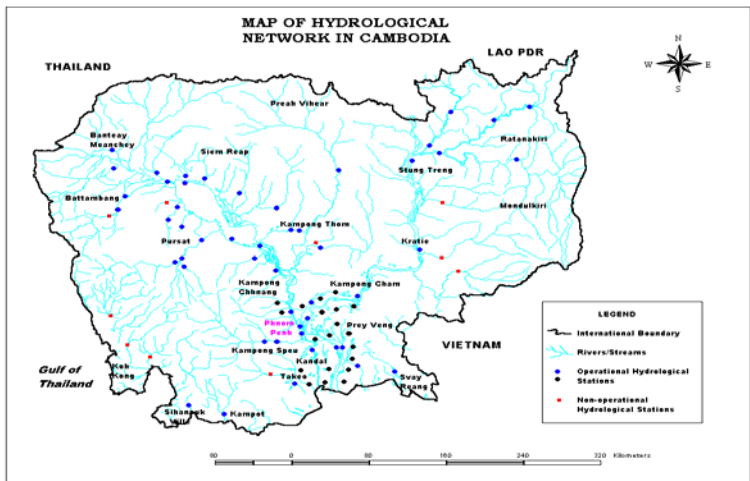 MAP OF HYDROLOGICAL
NETWORK IN CAMBODIA
THAILAND
LAO PDR
N
W
E
S
Preah Vihear
Banteay
Meanchey
Siem Reap
Ratanakiri
Stung Treng
Battambang
Mondulkiri
Kampong Thom
Pursat
Kratie
Kampong
Chhnang
Kampong Cham
Phnom
Penh
Prey Veng
Kampong Speu
Kandal
VIETNAM
Gulf of
Thailand
Koh
Kong
Takeo
Svay
Rieang
Sihanouk
Ville
Kampot
LEGEND
International Boundary
Rivers/Streams
Operational Hydrological
Stations
Non-operational
Hydrological Stations
80 0 80 160 240 320 Kilometers